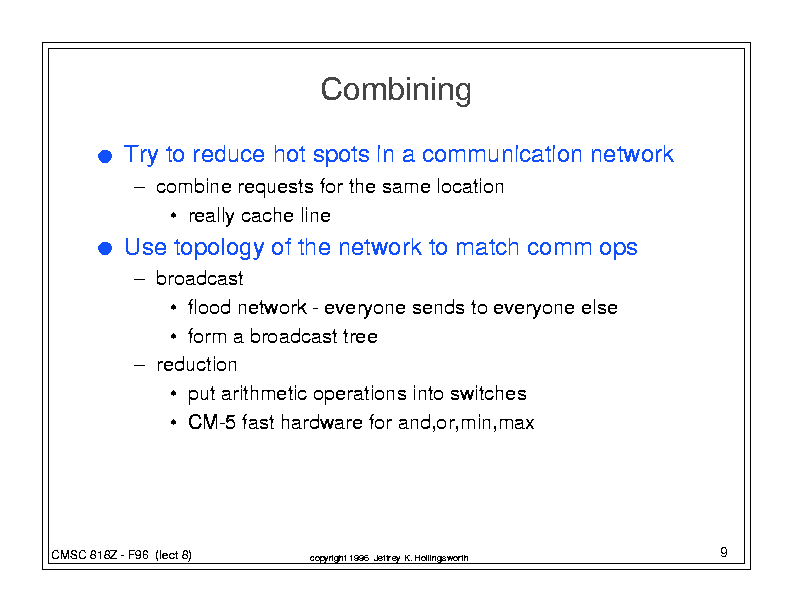 Combining
● Try to reduce hot spots in a communication network
– combine requests for the same location
• really cache line
● Use topology of the network to match comm ops
– broadcast
• flood network - everyone sends to everyone else
• form a broadcast tree
– reduction
• put arithmetic operations into switches
• CM-5 fast hardware for and,or,min,max
CMSC 818Z - F96 (lect 8)
copyright 1996 Jeffrey K. Hollingsworth
9